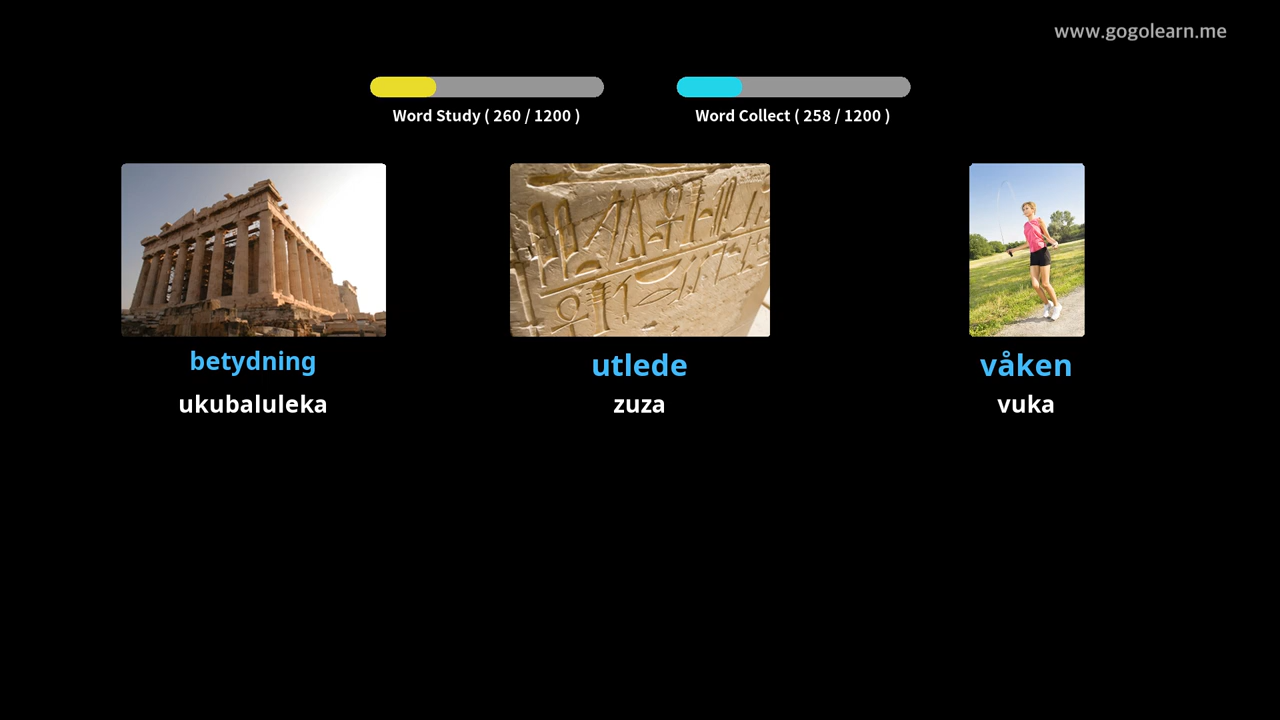 www.gogolearn.me
Word Study ( 260 / 1200 )
Word Collect ( 258 / 1200 )
betydning
utlede
våken
ukubaluleka
zuza
vuka